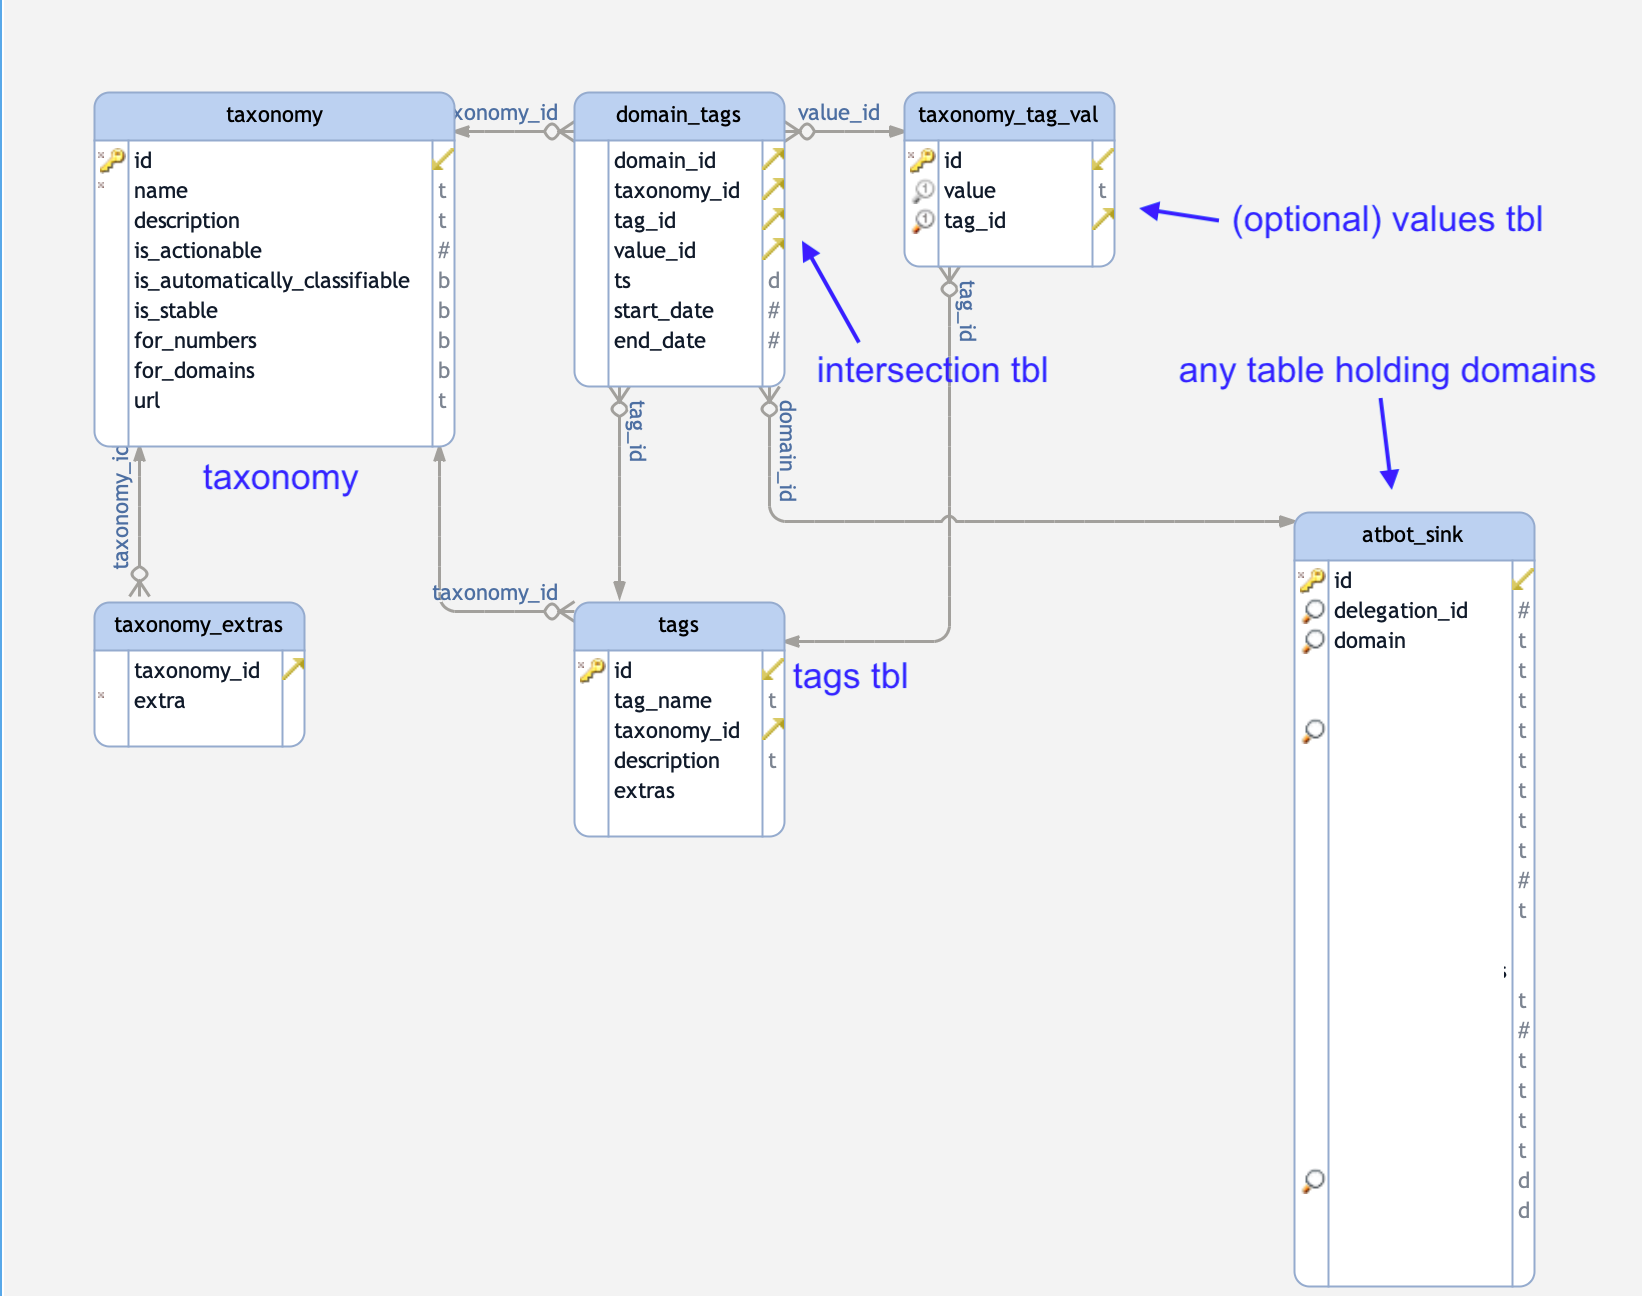 taxonomy
id
name t
description t
is_actionable #
is_automatically_classifiable b
is_stable b
for_numbers b
for_domains b
url t
xonomy_id
domain_tags
domain_id
taxonomy_id
tag_id
value_id
ts d
start_date #
end_date #
value_id
taxonomy_tag_val
id
value t
tag_id
(optional) values tbl
tag_id
intersection tbl
any table holding domains
taxonomy
taxonomy_id
tag_id
domain_id
taxonomy_id
taxonomy_extras
taxonomy_id
extra
tags
id
tag_name t
taxonomy_id
description t
extras
tags tbl
atbot_sink
id
delegation_id #
domain t
t
t
t
t
t
t
t
#
t
t
#
t
t
t
t
d
d